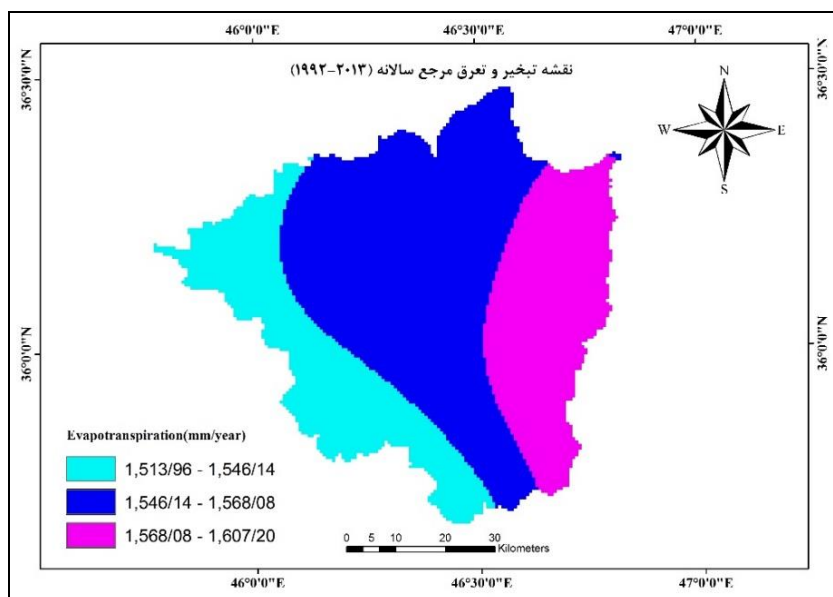 46°0'0"E 46°30'0"E 47°0'0"E
36°30'0"N 36°30'0"N
نقشه تبخیر و تعرق مرجع سالانه (۲۰۱۳-۱۹۹۲)
N
W E
S
36°0'0"N 36°0'0"N
Evapotranspiration(mm/year)
1,513/96 - 1,546/14
1,546/14 - 1,568/08
1,568/08 - 1,607/20
0 5 10 20 30
Kilometers
46°0'0"E 46°30'0"E 47°0'0"E